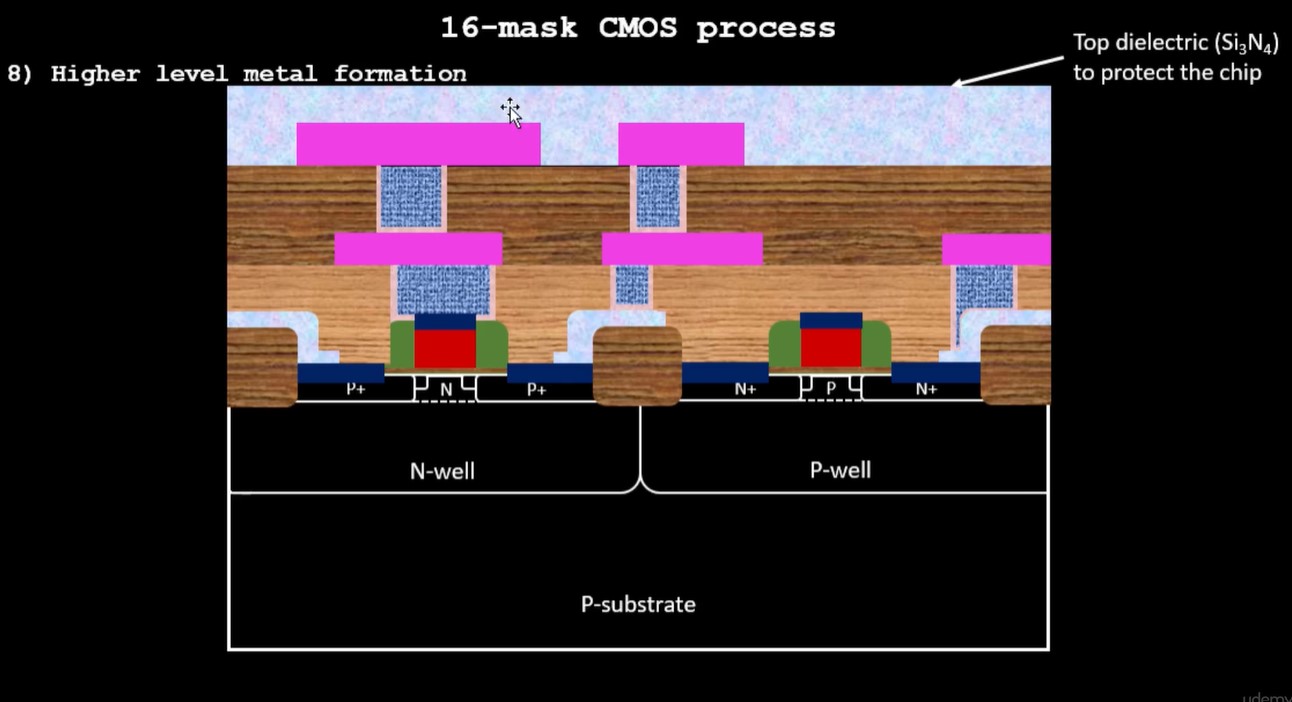 16-mask CMOS process
Top dielectric (Si₃N₄)
to protect the chip
8) Higher level metal formation
P+
N
P+
N+
P
N+
N-well
P-well
P-substrate
udemy